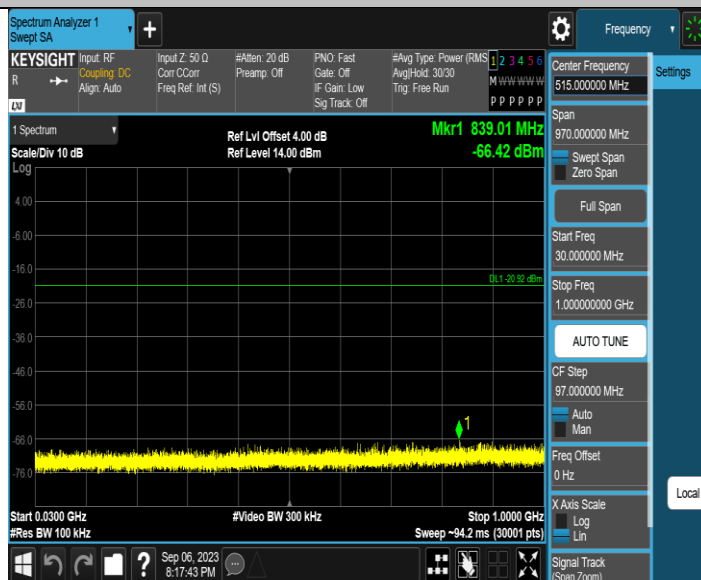 Spectrum Analyzer 1
Swept SA
Frequency
KEYSIGHT
R
LXI
Input: RF
Coupling: DC
Align: Auto
Input Z: 50 Ω
Corr CCorr
Freq Ref: Int (S)
#Atten: 20 dB
Preamp: Off
PNO: Fast
Gate: Off
IF Gain: Low
Sig Track: Off
#Avg Type: Power (RMS
Avg|Hold: 30/30
Trig: Free Run
1 2 3 4 5 6
M W W W W W
P P P P P P
1 Spectrum
Scale/Div 10 dB
Log
Ref Lvl Offset 4.00 dB
Ref Level 14.00 dBm
Mkr1 839.01 MHz
-66.42 dBm
4.00
-6.00
-16.0
DL1 -20.92 dBm
-26.0
-36.0
-46.0
-56.0
1
-66.0
-76.0
Start 0.0300 GHz
#Res BW 100 kHz
#Video BW 300 kHz
Stop 1.0000 GHz
Sweep ~94.2 ms (30001 pts)
Sep 06, 2023
8:17:43 PM
Center Frequency
515.000000 MHz
Settings
Span
970.000000 MHz
Swept Span
Zero Span
Full Span
Start Freq
30.000000 MHz
Stop Freq
1.000000000 GHz
AUTO TUNE
CF Step
97.000000 MHz
Auto
Man
Freq Offset
0 Hz
X Axis Scale
Log
Lin
Local
Signal Track
(Span Zoom)